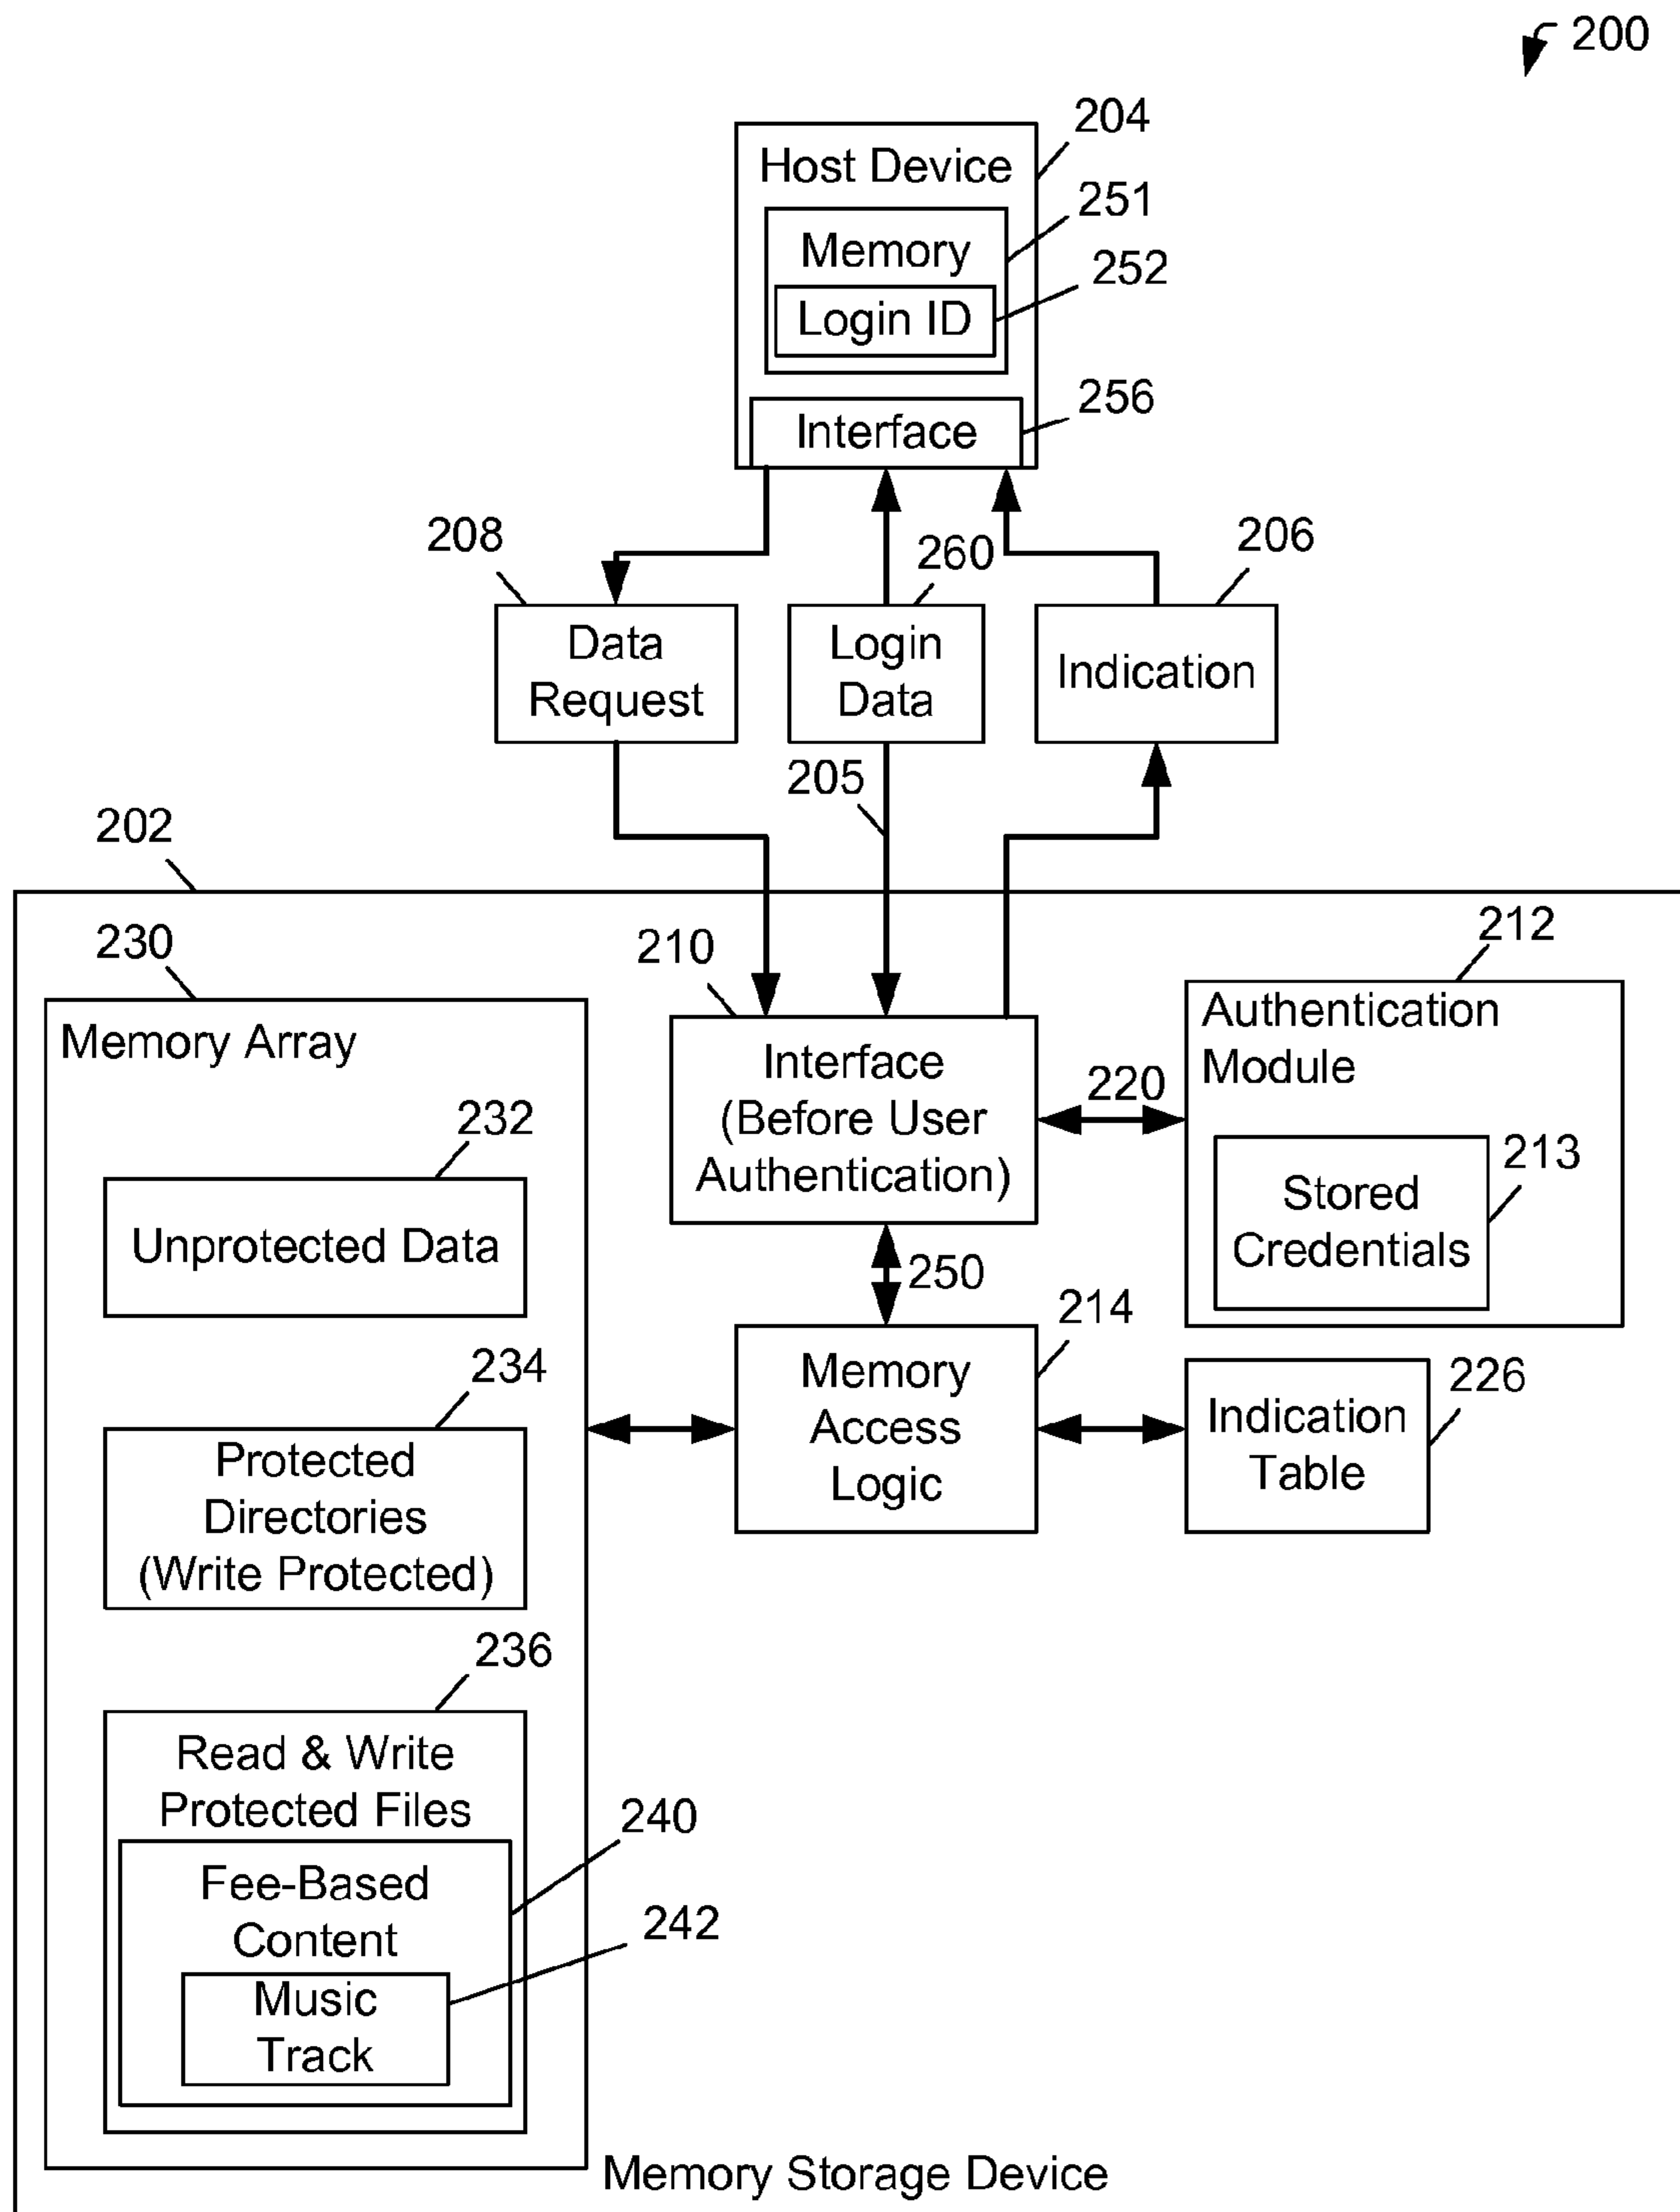 200
204
Host Device
251
Memory
252
Login ID
256
Interface
208
260
206
Data
Request
Login
Data
Indication
205
202
230
210
212
Memory Array
Interface
(Before User
Authentication)
220
Authentication
Module
232
213
Stored
Credentials
Unprotected Data
250
214
234
Memory
Access
Logic
226
Indication
Table
Protected
Directories
(Write Protected)
236
Read & Write
Protected Files
240
Fee-Based
Content
242
Music
Track
Memory Storage Device